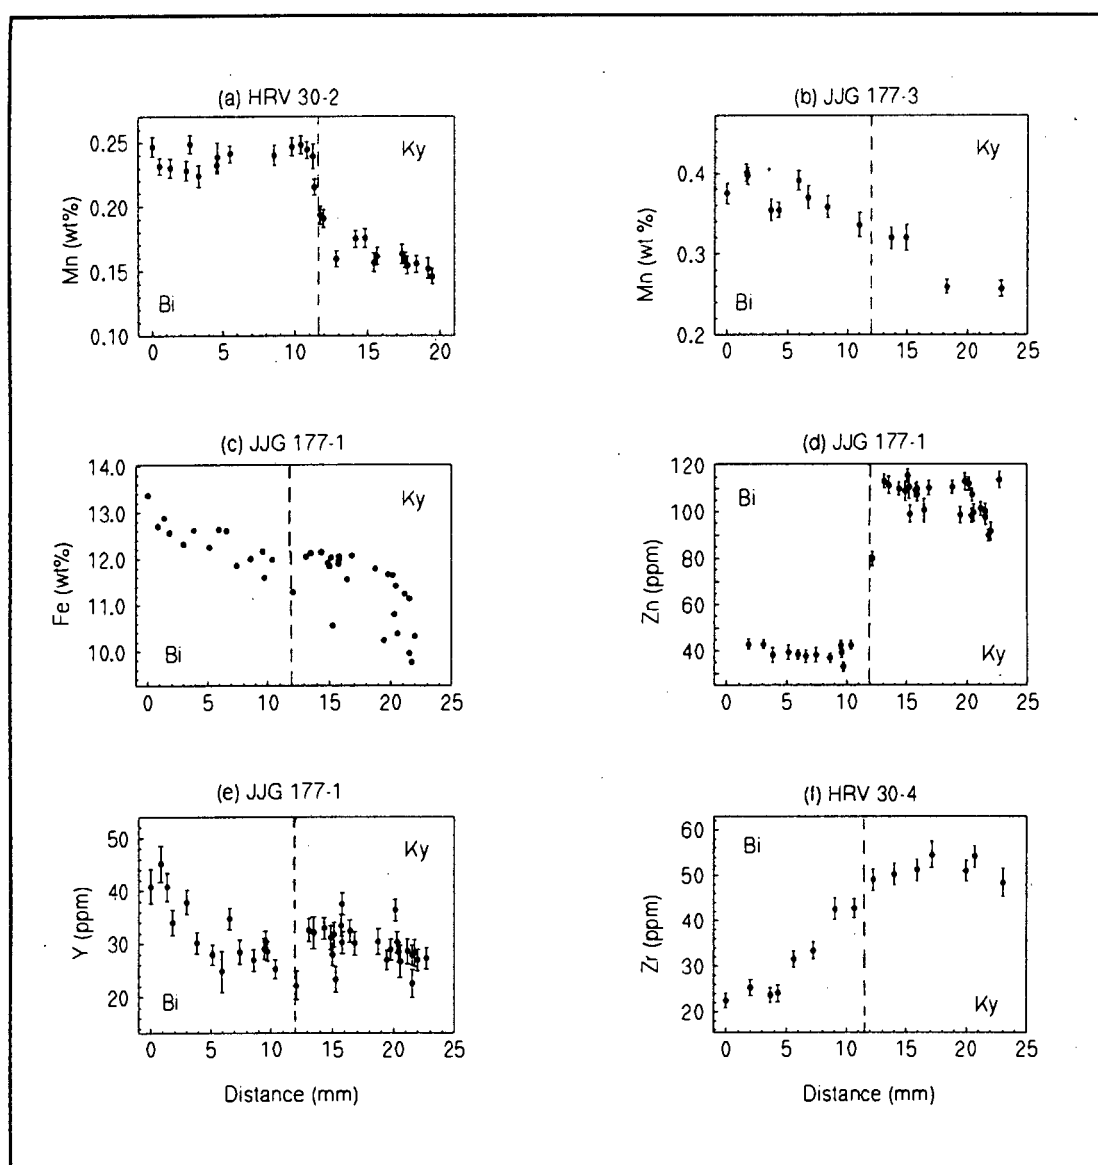 (a) HRV 30-2
Mn (wt%)
0.25
0.20
0.15
0.10
Ky
Bi
0 5 10 15 20
(b) JJG 177-3
Mn (wt %)
0.4
0.3
0.2
Ky
Bi
0 5 10 15 20 25
(c) JJG 177-1
Fe (wt%)
14.0
13.0
12.0
11.0
10.0
Ky
Bi
0 5 10 15 20 25
(d) JJG 177-1
Zn (ppm)
120
100
80
60
40
Bi
Ky
0 5 10 15 20 25
(e) JJG 177-1
Y (ppm)
50
40
30
20
Ky
Bi
0 5 10 15 20 25
Distance (mm)
(f) HRV 30-4
Zr (ppm)
60
50
40
30
20
Bi
Ky
0 5 10 15 20 25
Distance (mm)